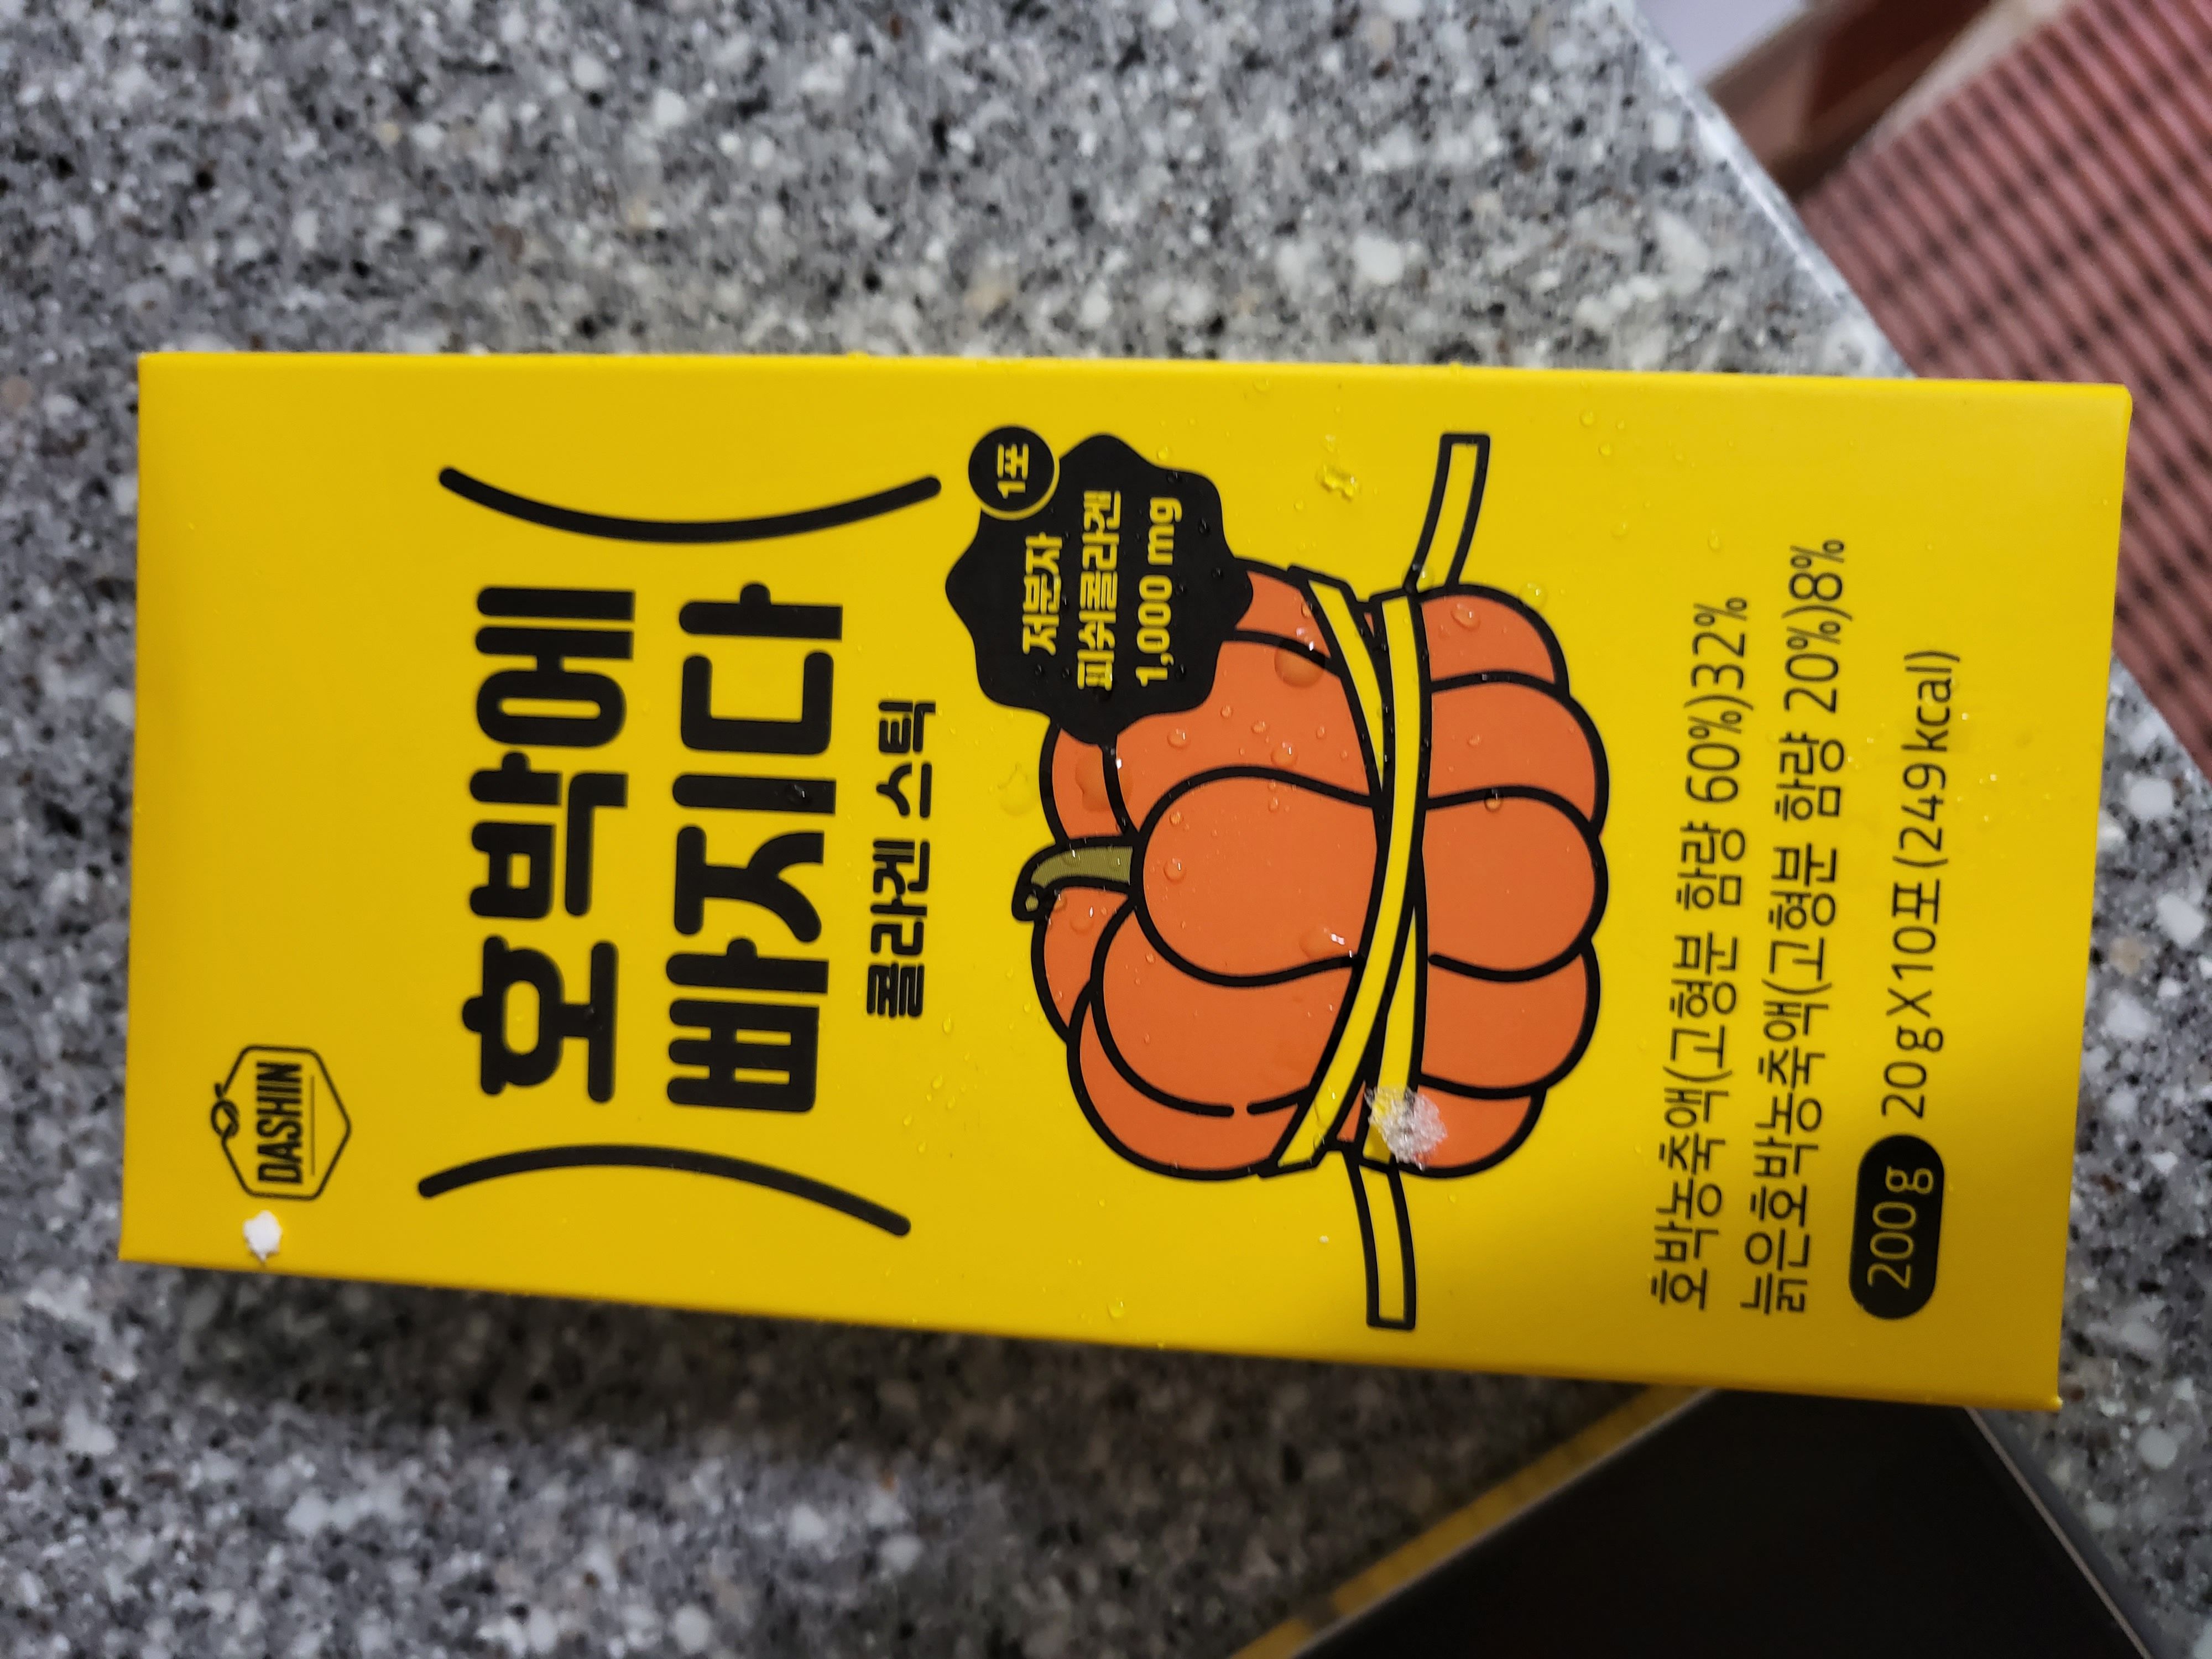 DASHIN
호박에
빠지다
콜라겐 스틱
1포
저분자
피쉬콜라겐
1,000 mg
호박농축액(고형분 함량 60%)32%
늙은호박농축액(고형분 함량 20%)8%
200g 20g X 10포 (249 kcal)